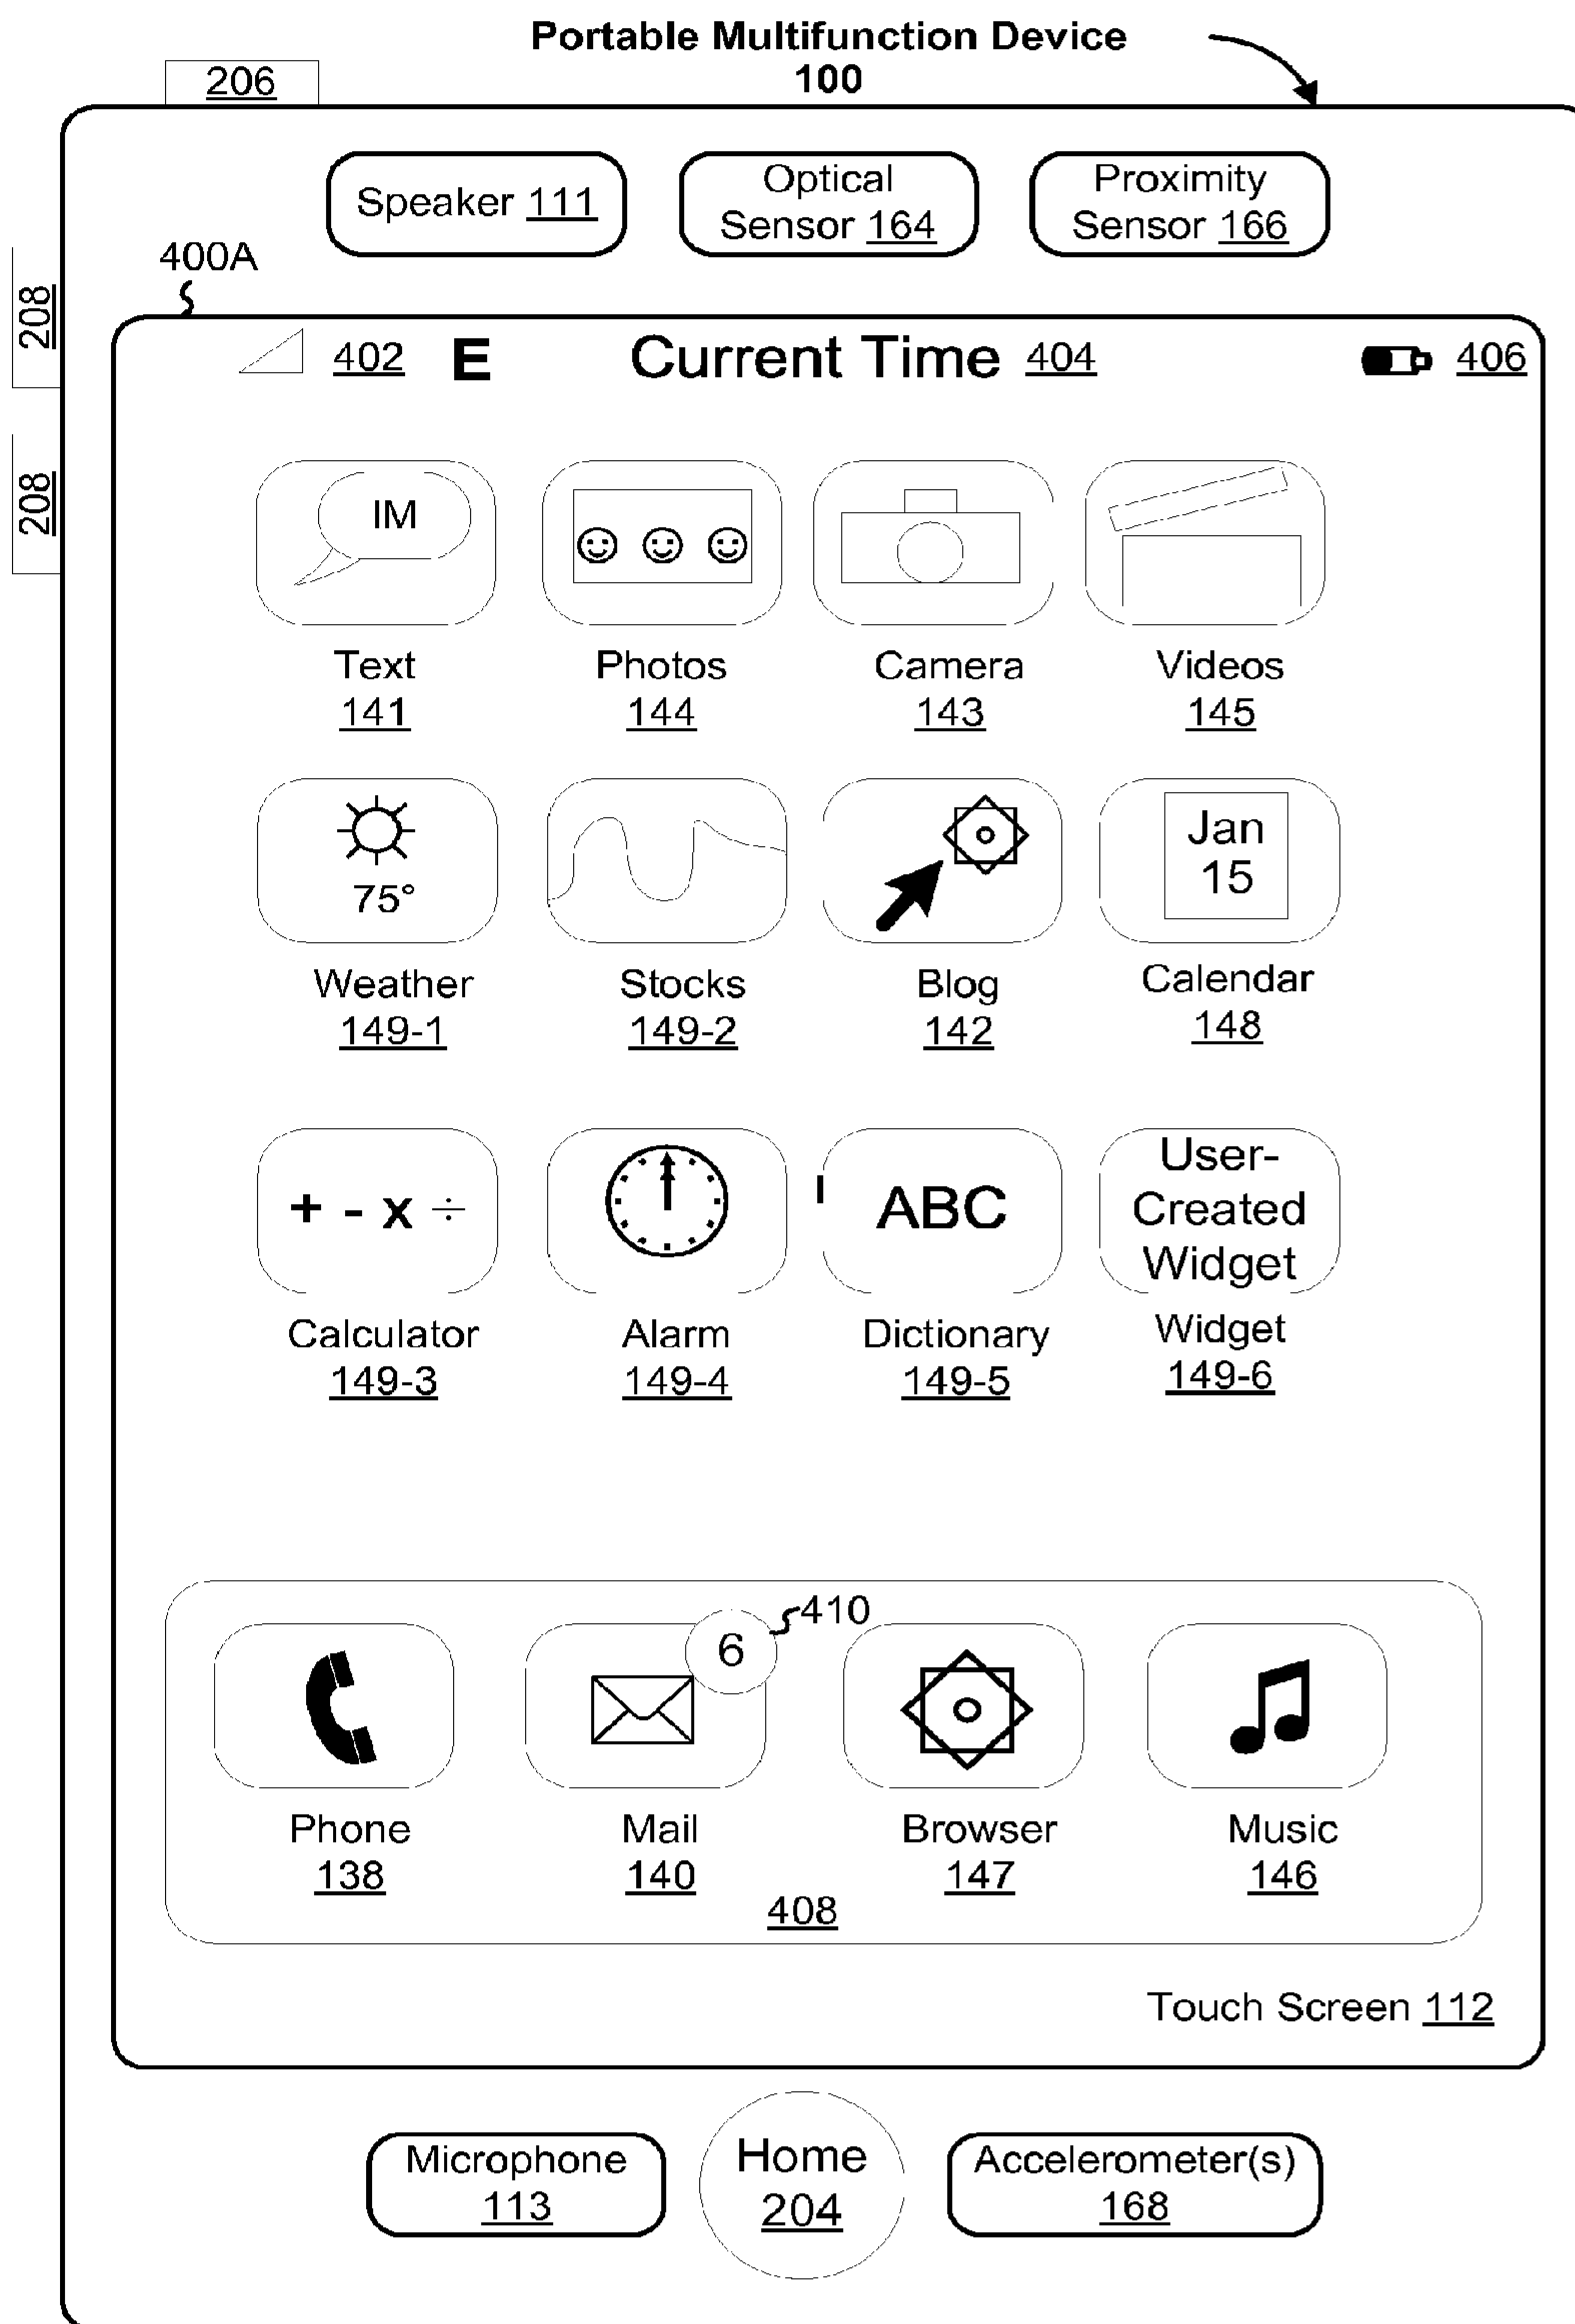 Portable Multifunction Device
100
206
Speaker 111
Optical
Sensor 164
Proximity
Sensor 166
400A
208
208
402 E Current Time 404 406
IM
Text
141
Photos
144
Camera
143
Videos
145
75°
Weather
149-1
Stocks
149-2
Blog
142
Jan
15
Calendar
148
+ - x ÷
Calculator
149-3
Alarm
149-4
ABC
Dictionary
149-5
User-
Created
Widget
Widget
149-6
Phone
138
6
410
Mail
140
Browser
147
Music
146
408
Touch Screen 112
Microphone
113
Home
204
Accelerometer(s)
168